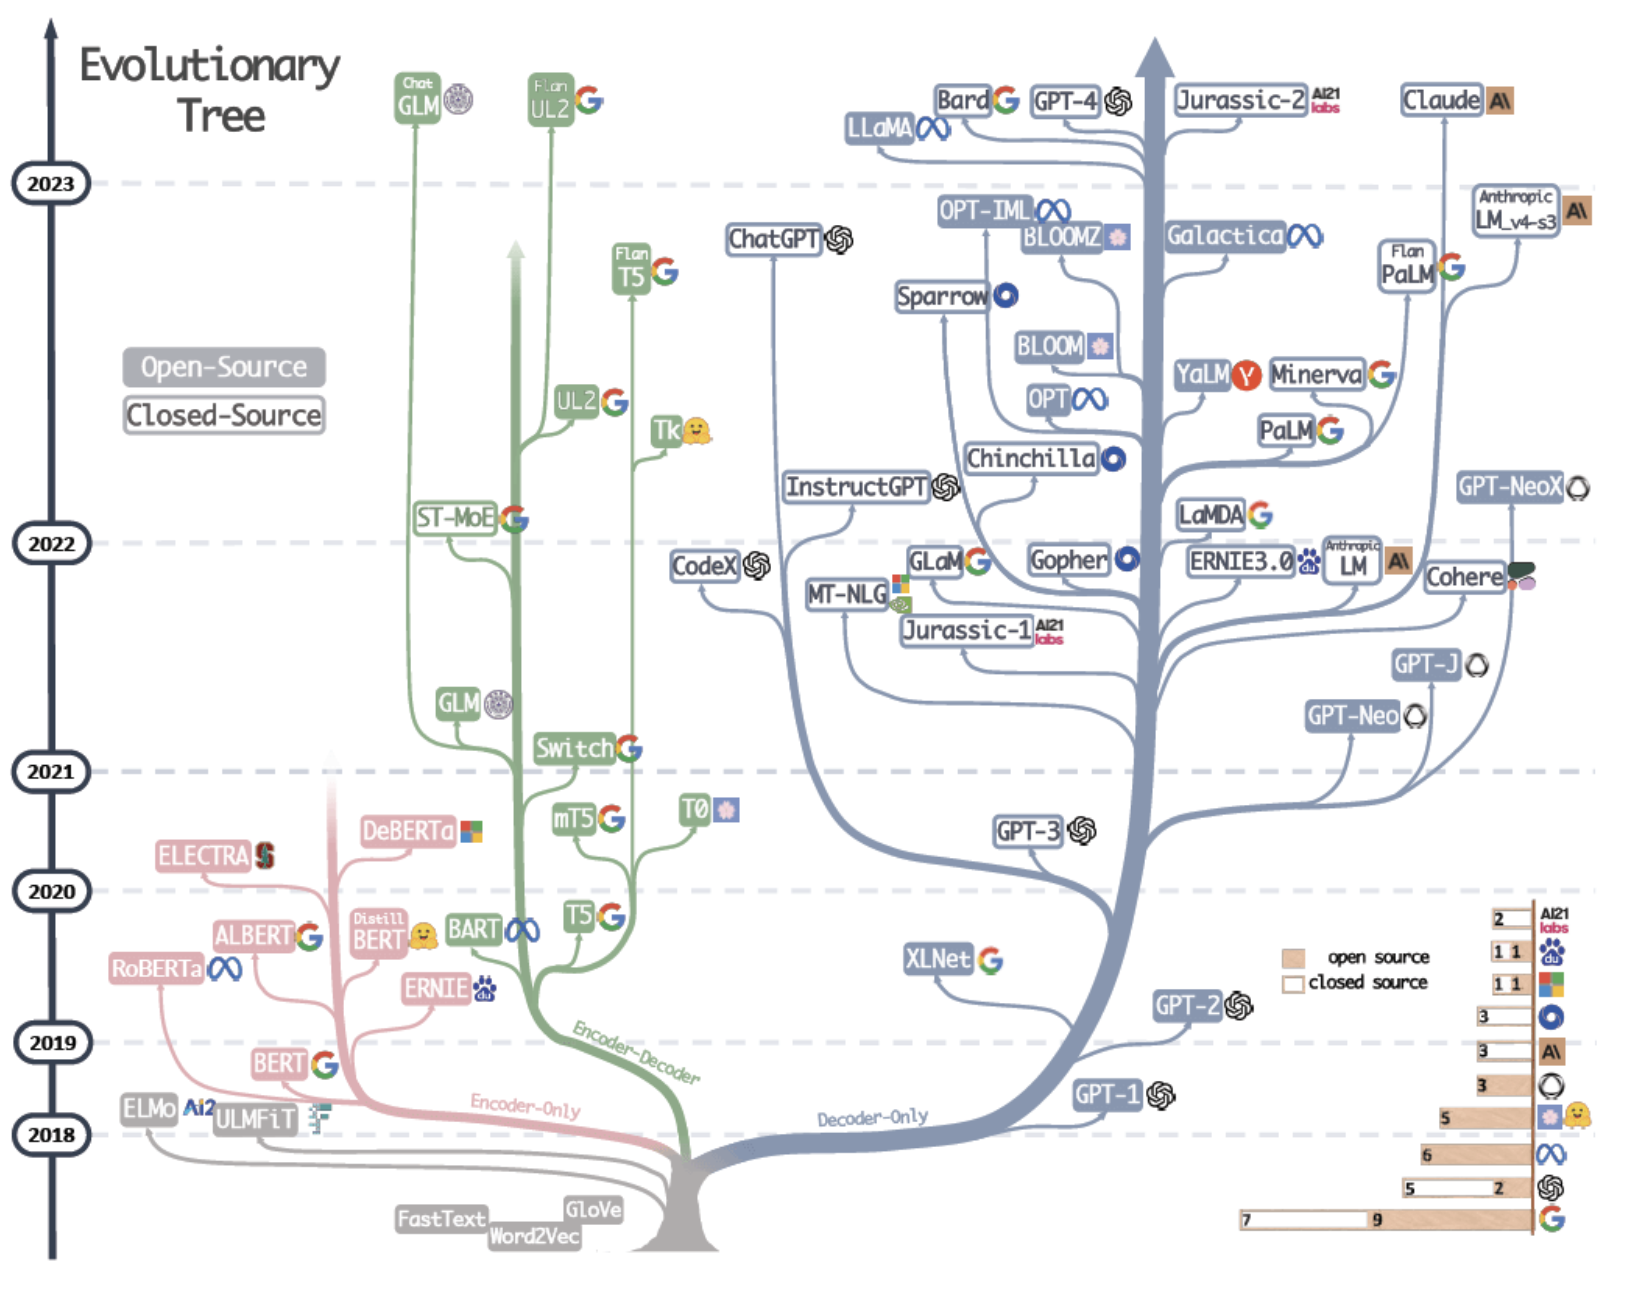 Evolutionary
Tree
2023
2022
2021
2020
2019
2018
Open-Source
Closed-Source
Chat
GLM
Flan
UL2
Flan
T5
UL2
Tk
ST-MoE
GLM
Switch
mT5
T0
BART
T5
Encoder-Decoder
DeBERTa
ELECTRA
ALBERT
Distill
BERT
RoBERTa
ERNIE
BERT
Encoder-Only
ELMo
Ai2
ULMFiT
FastText
Word2Vec
GloVe
LLaMA
Bard
GPT-4
Jurassic-2
AI21
labs
Claude
A\
Anthropic
LM_v4-s3
A\
ChatGPT
OPT-IML
BLOOMZ
Galactica
Flan
PaLM
Sparrow
BLOOM
YaLM
Minerva
OPT
PaLM
Chinchilla
InstructGPT
GPT-NeoX
LaMDA
CodeX
GLaM
Gopher
ERNIE3.0
du
Anthropic
LM
A\
Cohere
MT-NLG
Jurassic-1
AI21
labs
GPT-J
GPT-Neo
GPT-3
XLNet
GPT-2
GPT-1
Decoder-Only
open source
closed source
2
AI21
labs
1 1
du
1 1
3
3
A\
3
5
6
5 2
7 9